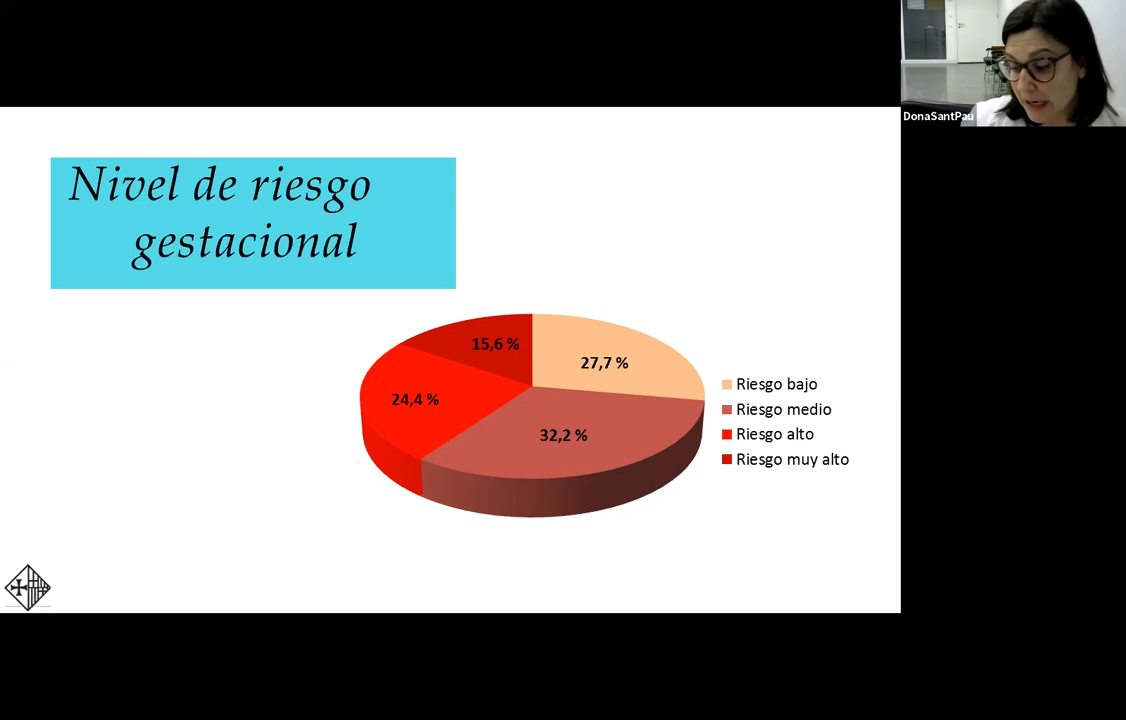 DonaSantPau
Nivel de riesgo
gestacional
15,6 %
27,7 %
24,4 %
32,2 %
Riesgo bajo
Riesgo medio
Riesgo alto
Riesgo muy alto